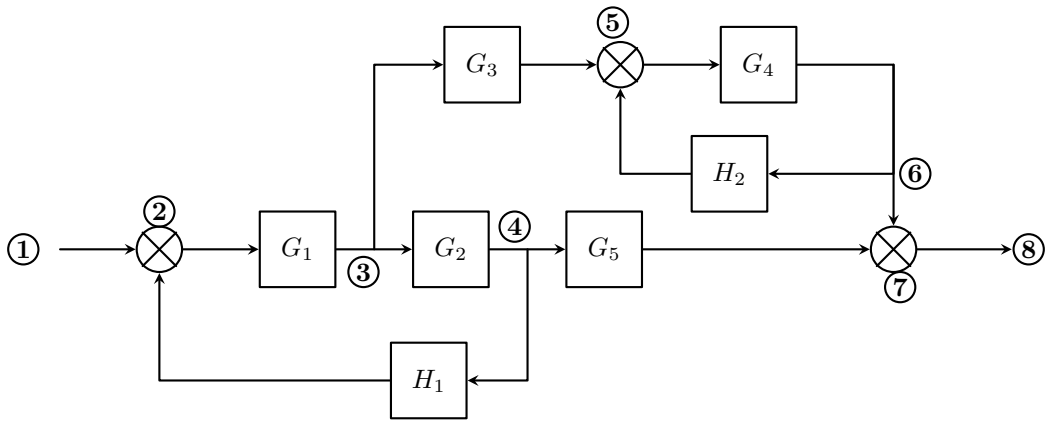 ⑤
G₃
G₄
H₂
⑥
②
①
G₁
③
G₂
④
G₅
⑦
⑧
H₁